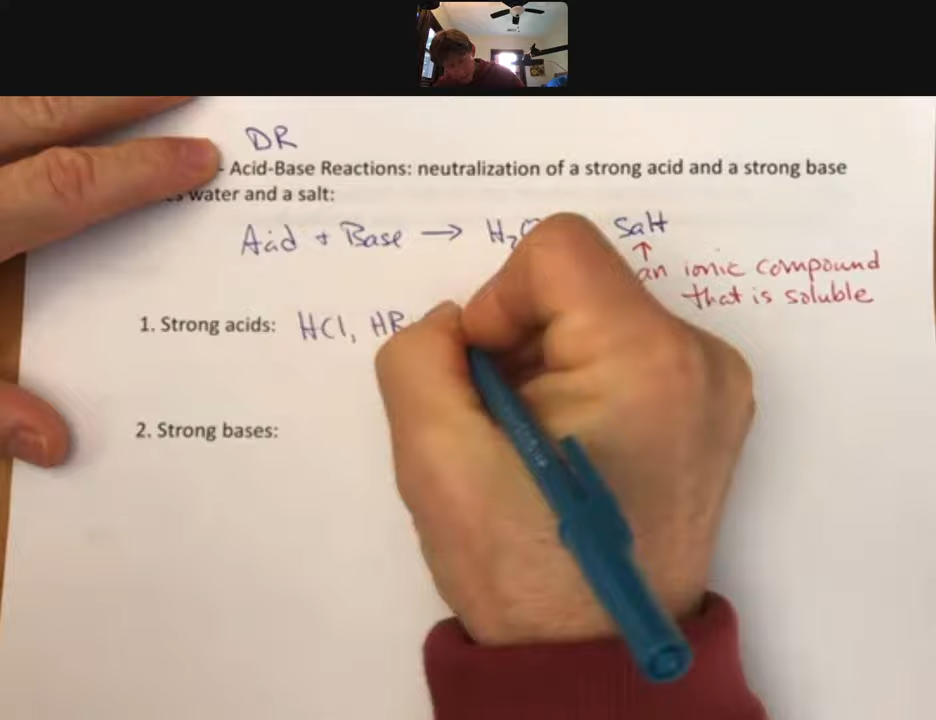 DR
- Acid-Base Reactions: neutralization of a strong acid and a strong base
water and a salt:
Acid + Base → H₂ Salt
↑
an ionic compound
that is soluble
1. Strong acids: HCl,
2. Strong bases: